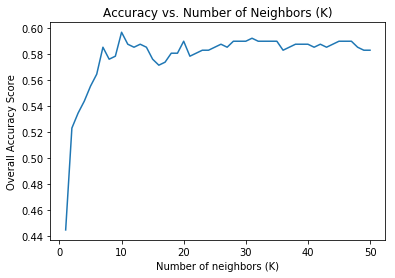 Accuracy vs. Number of Neighbors (K)
0.60
0.58
0.56
0.54
0.52
0.50
0.48
0.46
0.44
Overall Accuracy Score
0 10 20 30 40 50
Number of neighbors (K)